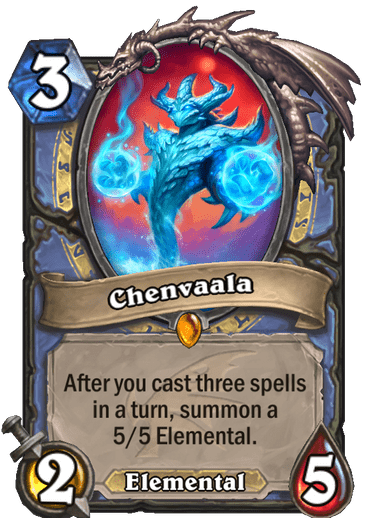 3
Chenvaala
After you cast three spells
in a turn, summon a
5/5 Elemental.
2
Elemental
5